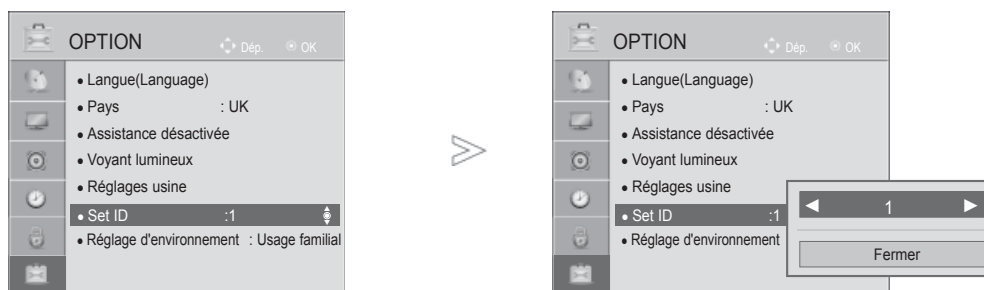 OPTION
Dép. OK
• Langue(Language)
• Pays : UK
• Assistance désactivée
• Voyant lumineux
• Réglages usine
• Set ID :1
• Réglage d'environnement : Usage familial
OPTION
Dép. OK
• Langue(Language)
• Pays : UK
• Assistance désactivée
• Voyant lumineux
• Réglages usine
• Set ID :1
• Réglage d'environnement
◄ 1 ►
Fermer